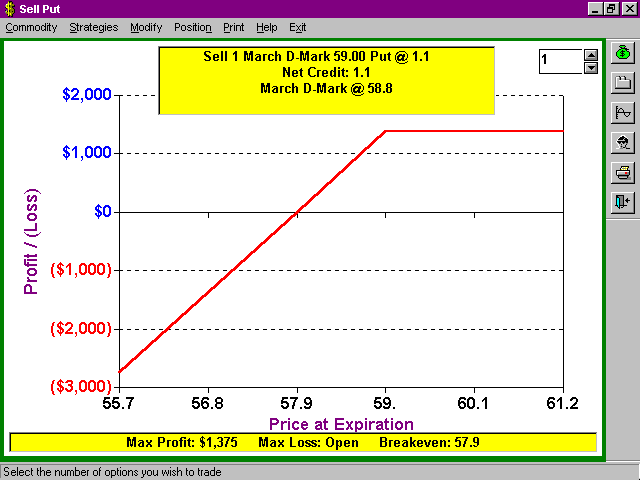 Sell Put
Commodity Strategies Modify Position Print Help Exit
Sell 1 March D-Mark 59.00 Put @ 1.1
Net Credit: 1.1
March D-Mark @ 58.8
1
$2,000
$1,000
$0
($1,000)
($2,000)
($3,000)
Profit / (Loss)
55.7 56.8 57.9 59. 60.1 61.2
Price at Expiration
Max Profit: $1,375 Max Loss: Open Breakeven: 57.9
Select the number of options you wish to trade